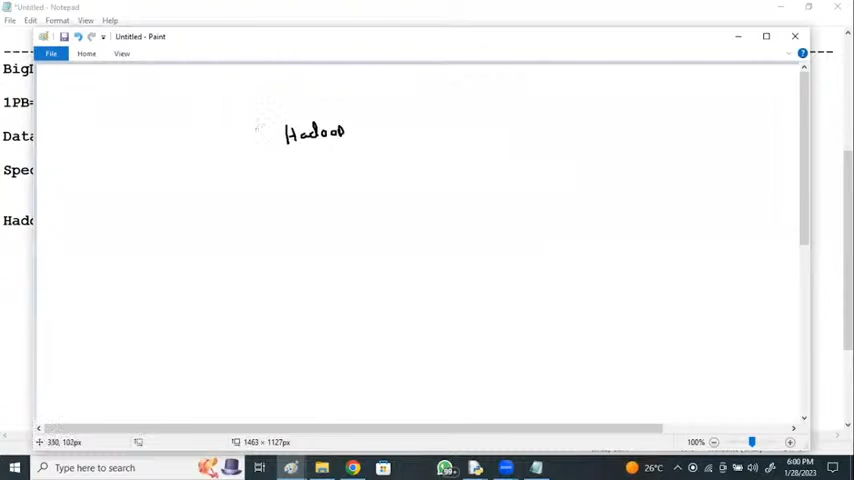 *Untitled - Notepad
File Edit Format View Help
Untitled - Paint
File Home View
1PB=
Data
Spec
Hado
Hadoop
330, 102px
1463 × 1127px
100%
Type here to search
99+
26°C
6:00 PM
1/28/2023